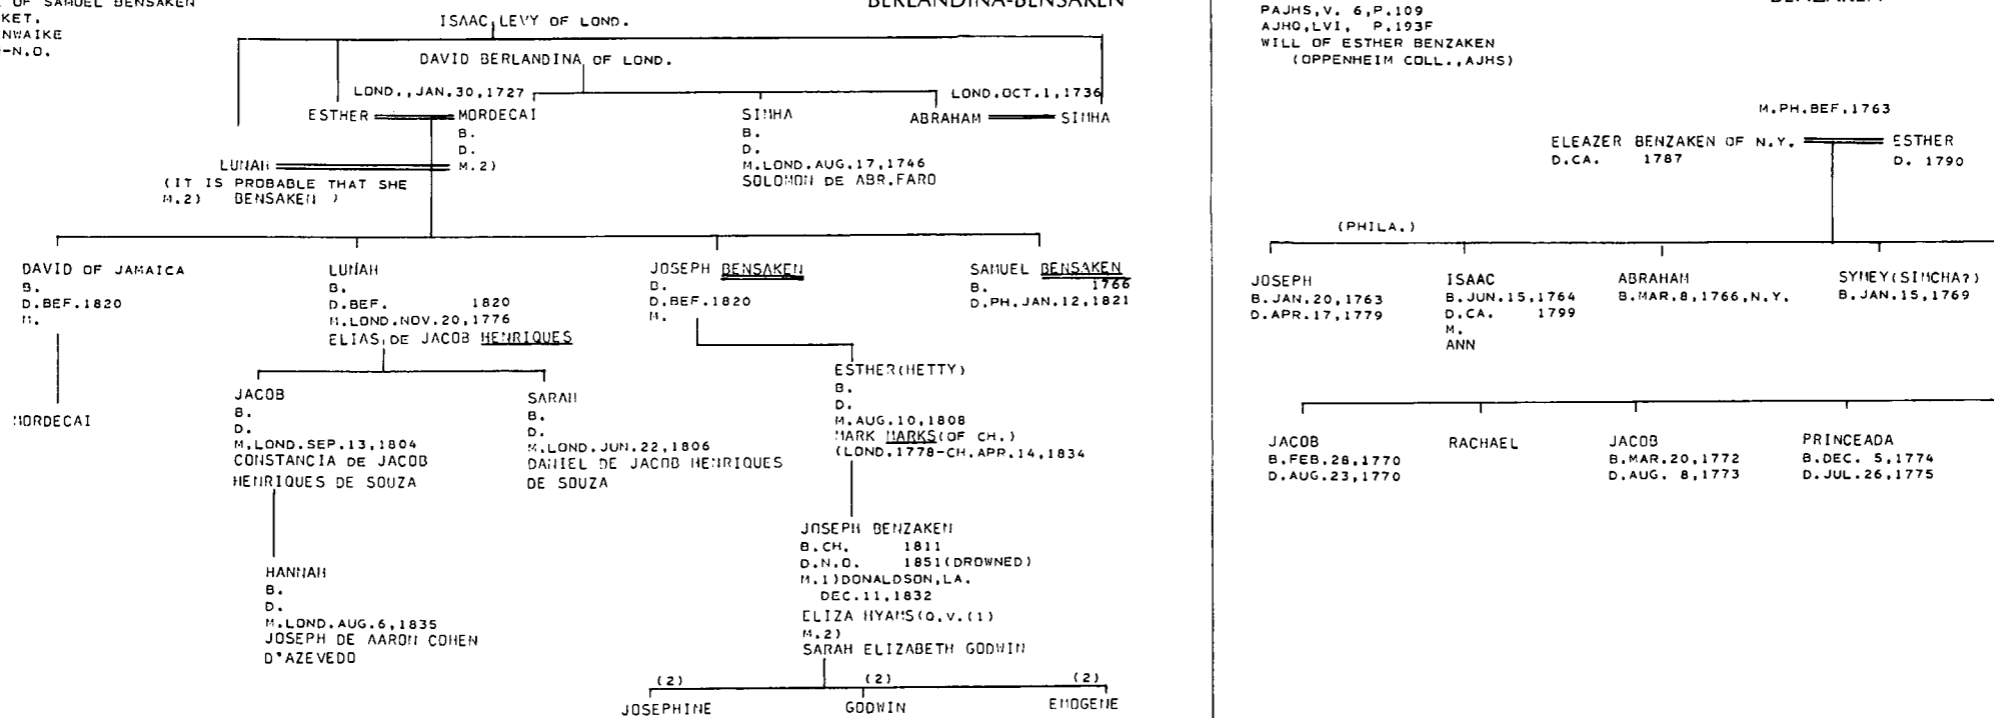 OF SAMUEL BENSAKEN
KET.
NWAIKE
-N.O.
BERLANDINA-BENSAKEN
ISAAC LEVY OF LOND.
DAVID BERLANDINA OF LOND.
LOND.,JAN.30,1727
LOND.OCT.1,1736
ESTHER
MORDECAI
B.
D.
M.2)
SIMHA
B.
D.
M.LOND.AUG.17,1746
SOLOMON DE ABR.FARO
ABRAHAM
SIMHA
LUNAH
(IT IS PROBABLE THAT SHE
M.2) BENSAKEN )
DAVID OF JAMAICA
B.
D.BEF.1820
M.
LUNAH
B.
D.BEF. 1820
M.LOND.NOV.20,1776
ELIAS DE JACOB HENRIQUES
JOSEPH BENSAKEN
B.
D.BEF.1820
M.
SAMUEL BENSAKEN
B. 1766
D.PH.JAN.12,1821
MORDECAI
JACOB
B.
D.
M.LOND.SEP.13,1804
CONSTANCIA DE JACOB
HENRIQUES DE SOUZA
SARAH
B.
D.
M.LOND.JUN.22,1806
DANIEL DE JACOB HENRIQUES
DE SOUZA
ESTHER(HETTY)
B.
D.
M.AUG.10,1808
MARK MARKS(OF CH.)
(LOND.1778-CH.APR.14,1834
HANNAH
B.
D.
M.LOND.AUG.6,1835
JOSEPH DE AARON COHEN
D'AZEVEDO
JOSEPH BENZAKEN
B.CH. 1811
D.N.O. 1851(DROWNED)
M.1)DONALDSON,LA.
DEC.11,1832
ELIZA HYAMS(Q.V.(1)
M.2)
SARAH ELIZABETH GODWIN
(2) (2) (2)
JOSEPHINE GODWIN EMOGENE
BENZAKEN
PAJHS,V. 6,P.109
AJHQ,LVI, P.193F
WILL OF ESTHER BENZAKEN
(OPPENHEIM COLL.,AJHS)
M.PH.BEF.1763
ELEAZER BENZAKEN OF N.Y.
D.CA. 1787
ESTHER
D. 1790
(PHILA.)
JOSEPH
B.JAN.20,1763
D.APR.17,1779
ISAAC
B.JUN.15,1764
D.CA. 1799
M.
ANN
ABRAHAM
B.MAR.8,1766,N.Y.
SYMEY(SIMCHA?)
B.JAN.15,1769
JACOB
B.FEB.28,1770
D.AUG.23,1770
RACHAEL
JACOB
B.MAR.20,1772
D.AUG. 8,1773
PRINCEADA
B.DEC. 5,1774
D.JUL.26,1775